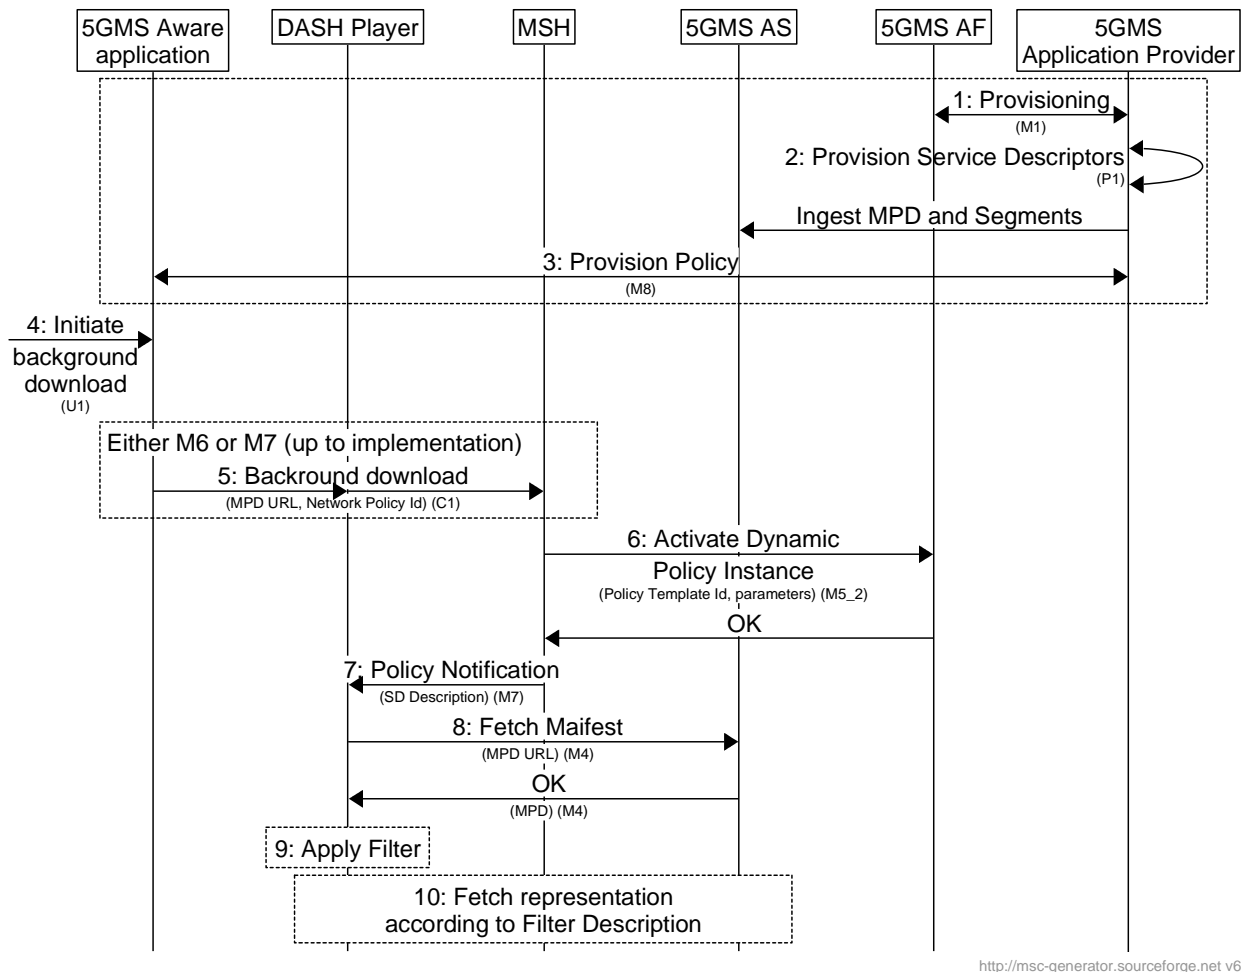 5GMS Aware
application
DASH Player
MSH
5GMS AS
5GMS AF
5GMS
Application Provider
1: Provisioning
(M1)
2: Provision Service Descriptors
(P1)
Ingest MPD and Segments
3: Provision Policy
(M8)
4: Initiate
background
download
(U1)
Either M6 or M7 (up to implementation)
5: Backround download
(MPD URL, Network Policy Id) (C1)
6: Activate Dynamic
Policy Instance
(Policy Template Id, parameters) (M5_2)
OK
7: Policy Notification
(SD Description) (M7)
8: Fetch Maifest
(MPD URL) (M4)
OK
(MPD) (M4)
9: Apply Filter
10: Fetch representation
according to Filter Description
http://msc-generator.sourceforge.net v6